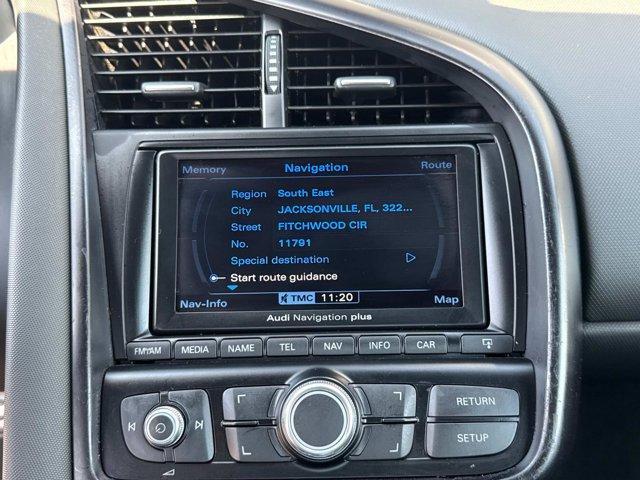 Memory Navigation Route
Region South East
City JACKSONVILLE, FL, 322...
Street FITCHWOOD CIR
No. 11791
Special destination
Start route guidance
Nav-Info TMC 11:20 Map
Audi Navigation plus
FM/AM MEDIA NAME TEL NAV INFO CAR
RETURN
SETUP